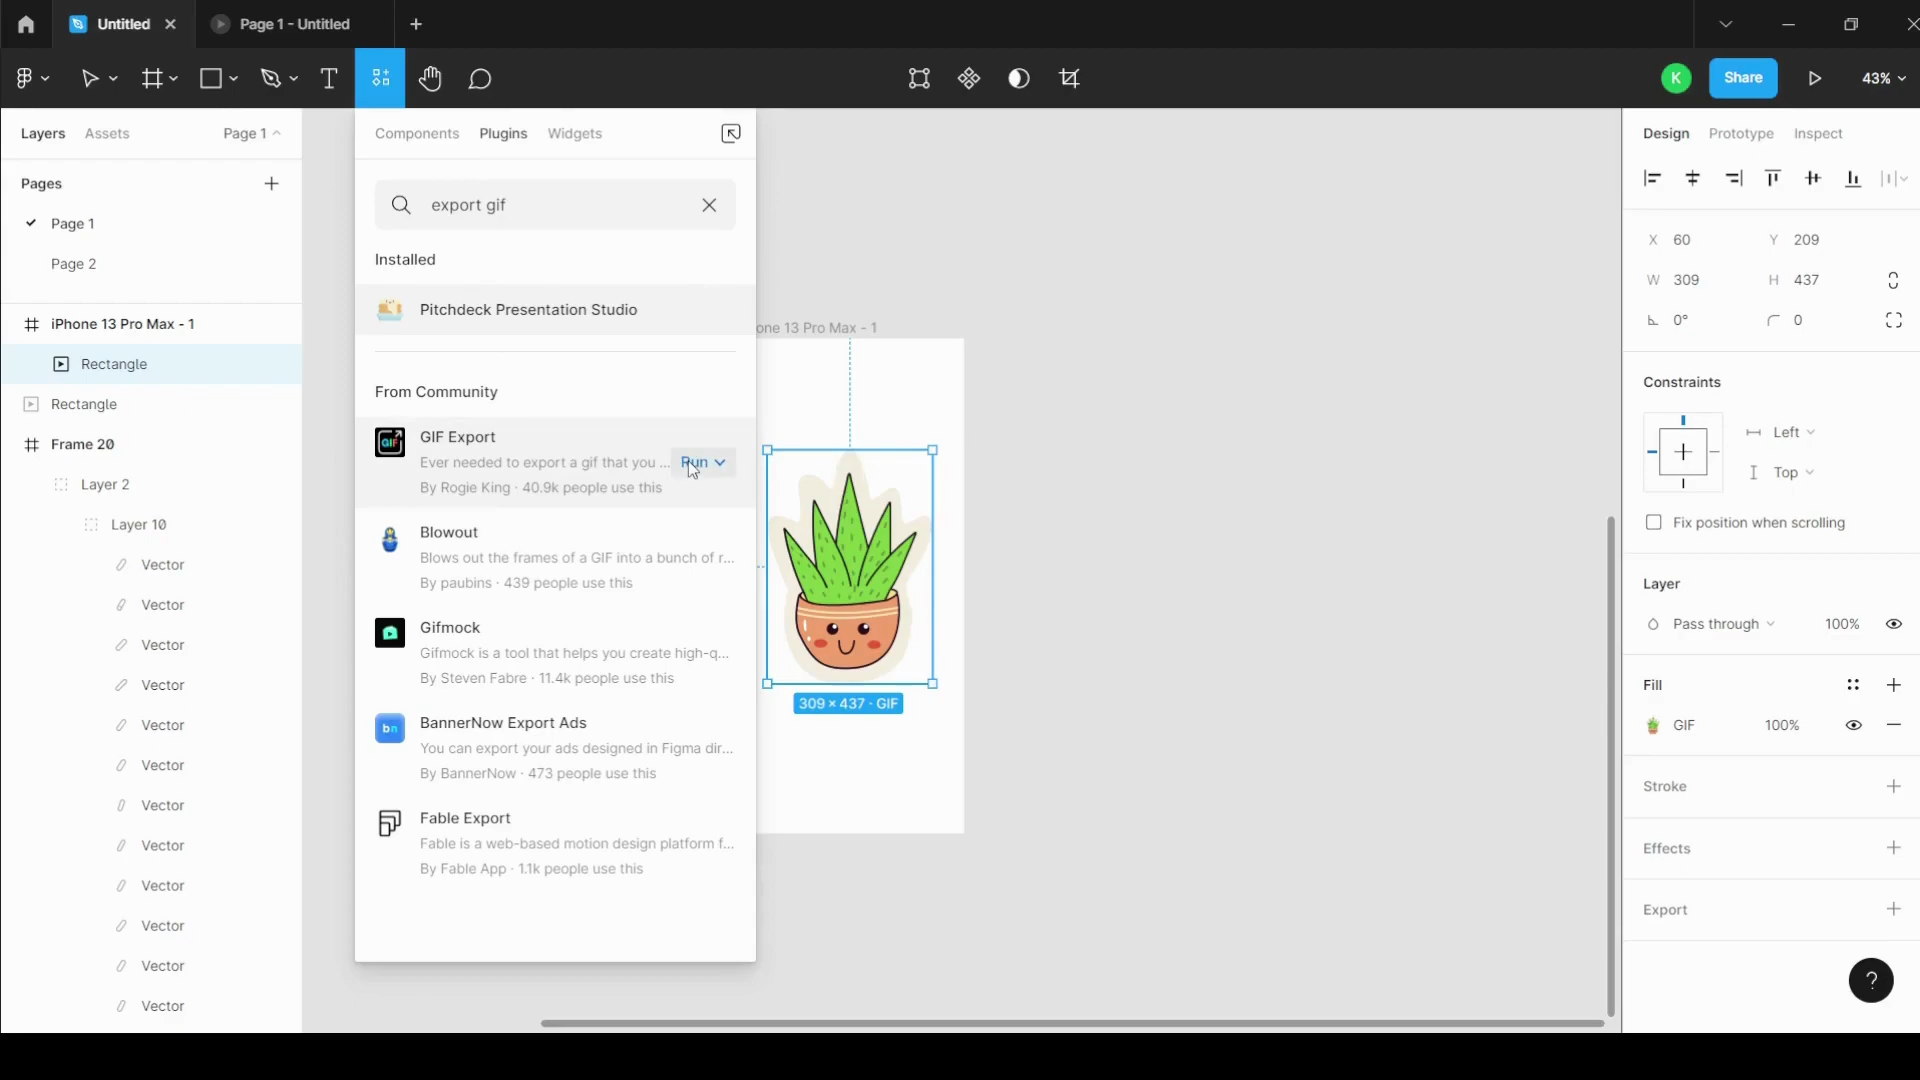 Untitled
Page 1 - Untitled
K
Share
43%
Layers
Assets
Page 1
Pages
Page 1
Page 2
iPhone 13 Pro Max - 1
Rectangle
Rectangle
Frame 20
Layer 2
Layer 10
Vector
Vector
Vector
Vector
Vector
Vector
Vector
Vector
Vector
Vector
Vector
Vector
Components
Plugins
Widgets
export gif
Installed
Pitchdeck Presentation Studio
From Community
GIF
GIF Export
Ever needed to export a gif that you ...
Run
By Rogie King · 40.9k people use this
Blowout
Blows out the frames of a GIF into a bunch of r...
By paubins · 439 people use this
Gifmock
Gifmock is a tool that helps you create high-q...
By Steven Fabre · 11.4k people use this
bn
BannerNow Export Ads
You can export your ads designed in Figma dir...
By BannerNow · 473 people use this
Fable Export
Fable is a web-based motion design platform f...
By Fable App · 1.1k people use this
one 13 Pro Max - 1
309 × 437 · GIF
Design
Prototype
Inspect
X 60
Y 209
W 309
H 437
0°
0
Constraints
Left
Top
Fix position when scrolling
Layer
Pass through
100%
Fill
GIF
100%
Stroke
Effects
Export
?